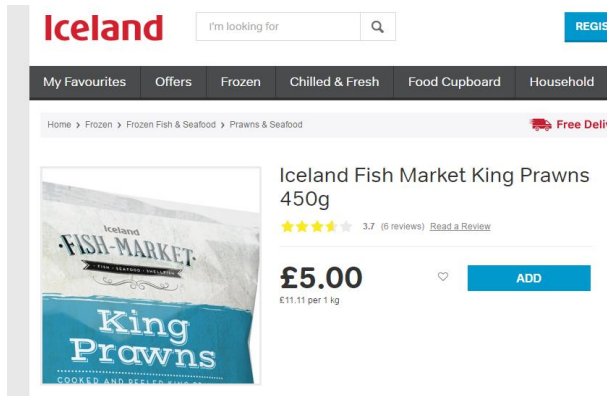 Iceland
I'm looking for
REGIS
My Favourites Offers Frozen Chilled & Fresh Food Cupboard Household
Home > Frozen > Frozen Fish & Seafood > Prawns & Seafood
Free Deli
Iceland Fish Market King Prawns
450g
3.7 (6 reviews) Read a Review
£5.00
ADD
£11.11 per 1 kg
Iceland
FISH-MARKET
FISH - SEAFOOD - SHELLFISH
King
Prawns
COOKED AND PEELED KING